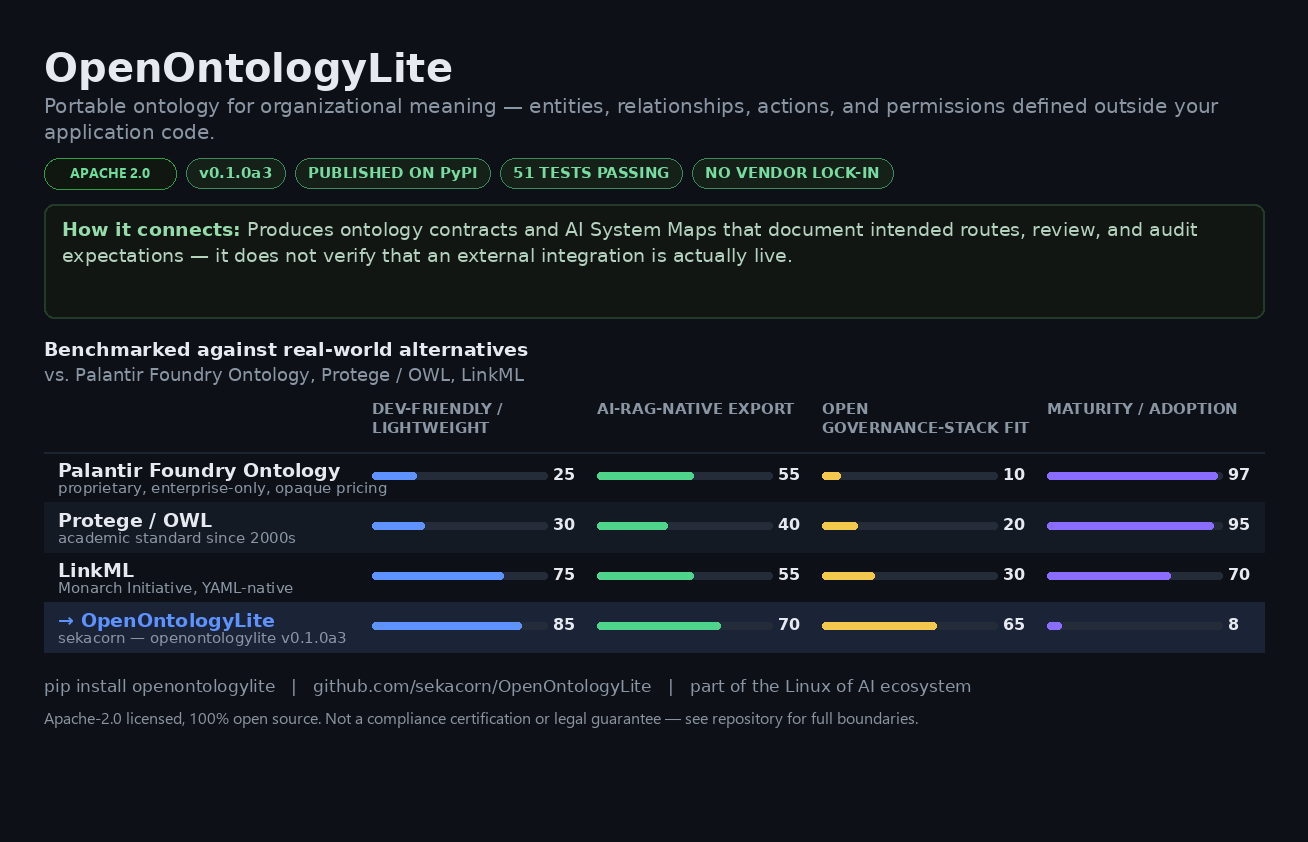 OpenOntologyLite
Portable ontology for organizational meaning — entities, relationships, actions, and permissions defined outside your
application code.
APACHE 2.0
v0.1.0a3
PUBLISHED ON PyPI
51 TESTS PASSING
NO VENDOR LOCK-IN
How it connects: Produces ontology contracts and AI System Maps that document intended routes, review, and audit
expectations — it does not verify that an external integration is actually live.
Benchmarked against real-world alternatives
vs. Palantir Foundry Ontology, Protege / OWL, LinkML
DEV-FRIENDLY /
LIGHTWEIGHT
AI-RAG-NATIVE EXPORT
OPEN
GOVERNANCE-STACK FIT
MATURITY / ADOPTION
Palantir Foundry Ontology
proprietary, enterprise-only, opaque pricing
25
55
10
97
Protege / OWL
academic standard since 2000s
30
40
20
95
LinkML
Monarch Initiative, YAML-native
75
55
30
70
→ OpenOntologyLite
sekacorn — openontologylite v0.1.0a3
85
70
65
8
pip install openontologylite | github.com/sekacorn/OpenOntologyLite | part of the Linux of AI ecosystem
Apache-2.0 licensed, 100% open source. Not a compliance certification or legal guarantee — see repository for full boundaries.